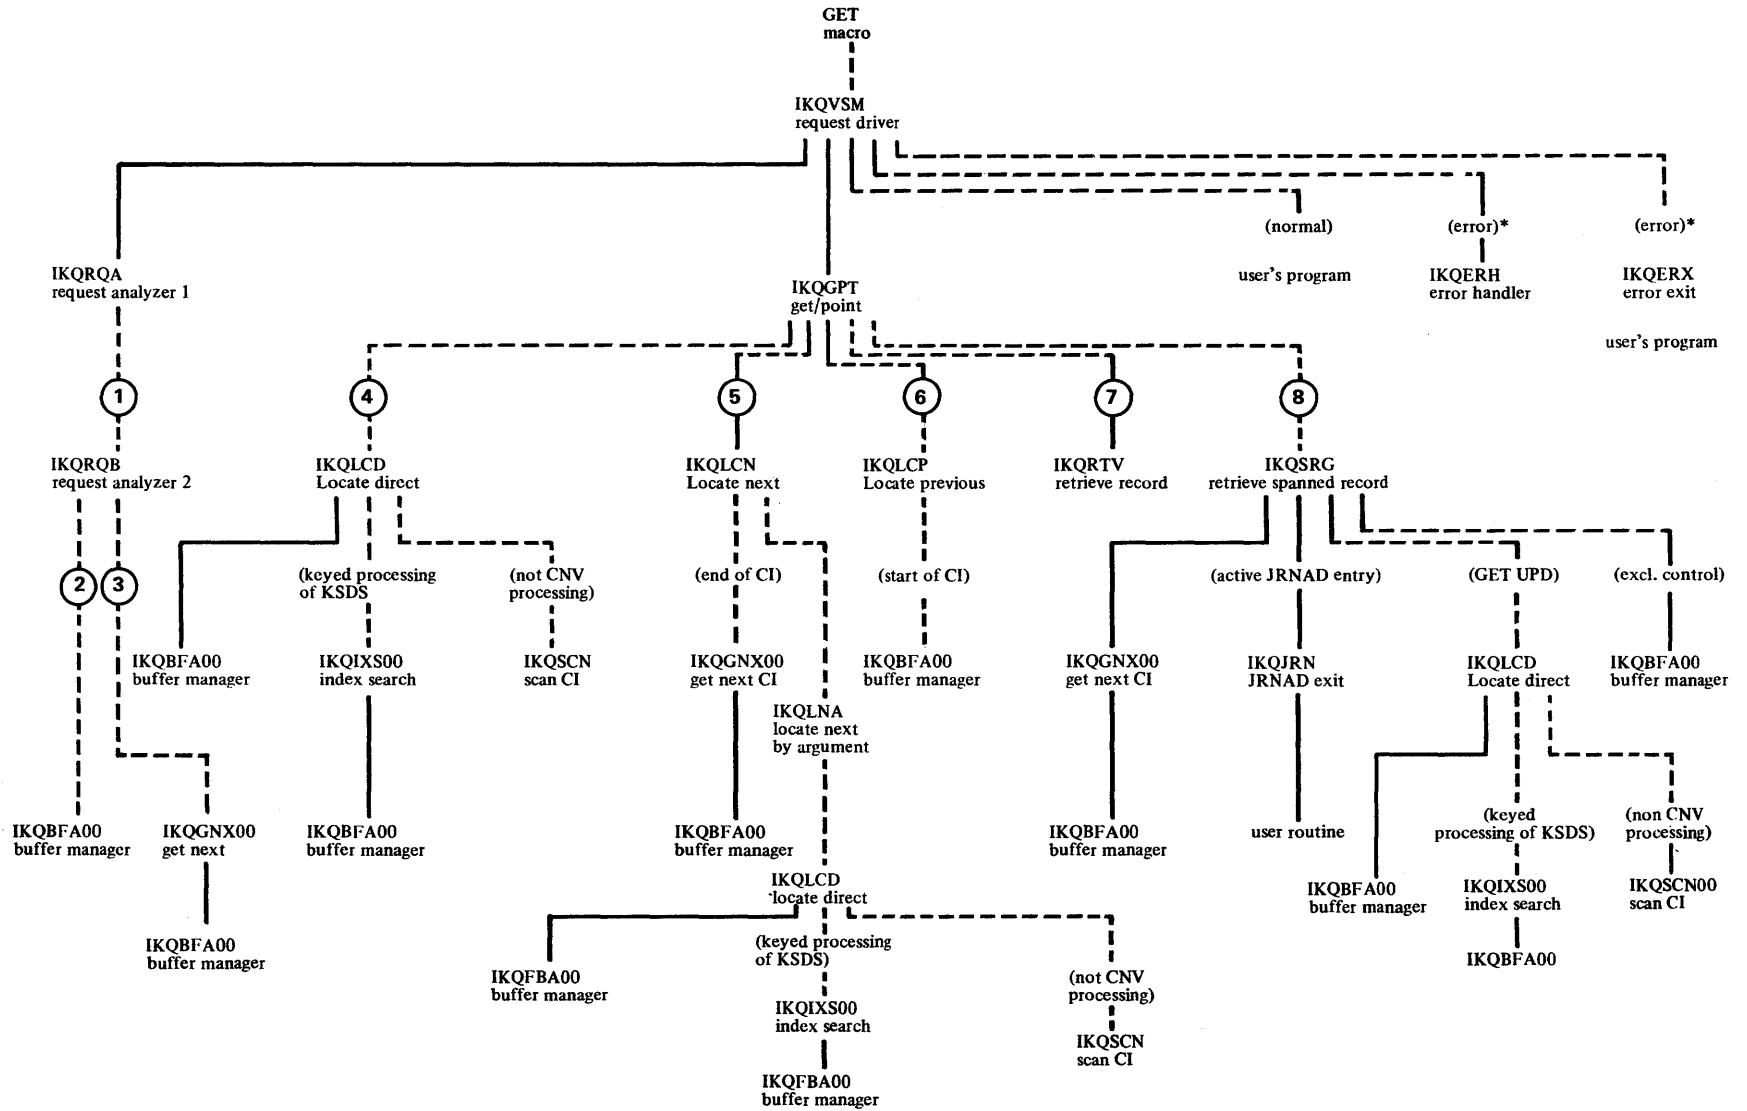 GET
macro
IKQVSM
request driver
(normal)
(error)*
(error)*
IKQRQA
request analyzer 1
IKQGPT
get/point
user's program
IKQERH
error handler
IKQERX
error exit
user's program
1
4
5
6
7
8
IKQRQB
request analyzer 2
IKQLCD
Locate direct
IKQLCN
Locate next
IKQLCP
Locate previous
IKQRTV
retrieve record
IKQSRG
retrieve spanned record
2
3
(keyed processing
of KSDS
(not CNV
processing)
(end of CI)
(start of CI)
(active JRNAD entry)
(GET UPD)
(excl. control)
IKQBFA00
buffer manager
IKQIXS00
index search
IKQSCN
scan CI
IKQGNX00
get next CI
IKQBFA00
buffer manager
IKQGNX00
get next CI
IKQJRN
JRNAD exit
IKQLCD
Locate direct
IKQBFA00
buffer manager
IKQLNA
locate next
by argument
IKQBFA00
buffer manager
IKQGNX00
get next
IKQBFA00
buffer manager
IKQBFA00
buffer manager
IKQBFA00
buffer manager
user routine
(keyed
processing of KSDS)
(non CNV
processing)
IKQLCD
locate direct
IKQBFA00
buffer manager
IKQIXS00
index search
IKQSCN00
scan CI
IKQBFA00
buffer manager
IKQFBA00
buffer manager
(keyed processing
of KSDS)
(not CNV
processing)
IKQBFA00
IKQIXS00
index search
IKQSCN
scan CI
IKQFBA00
buffer manager